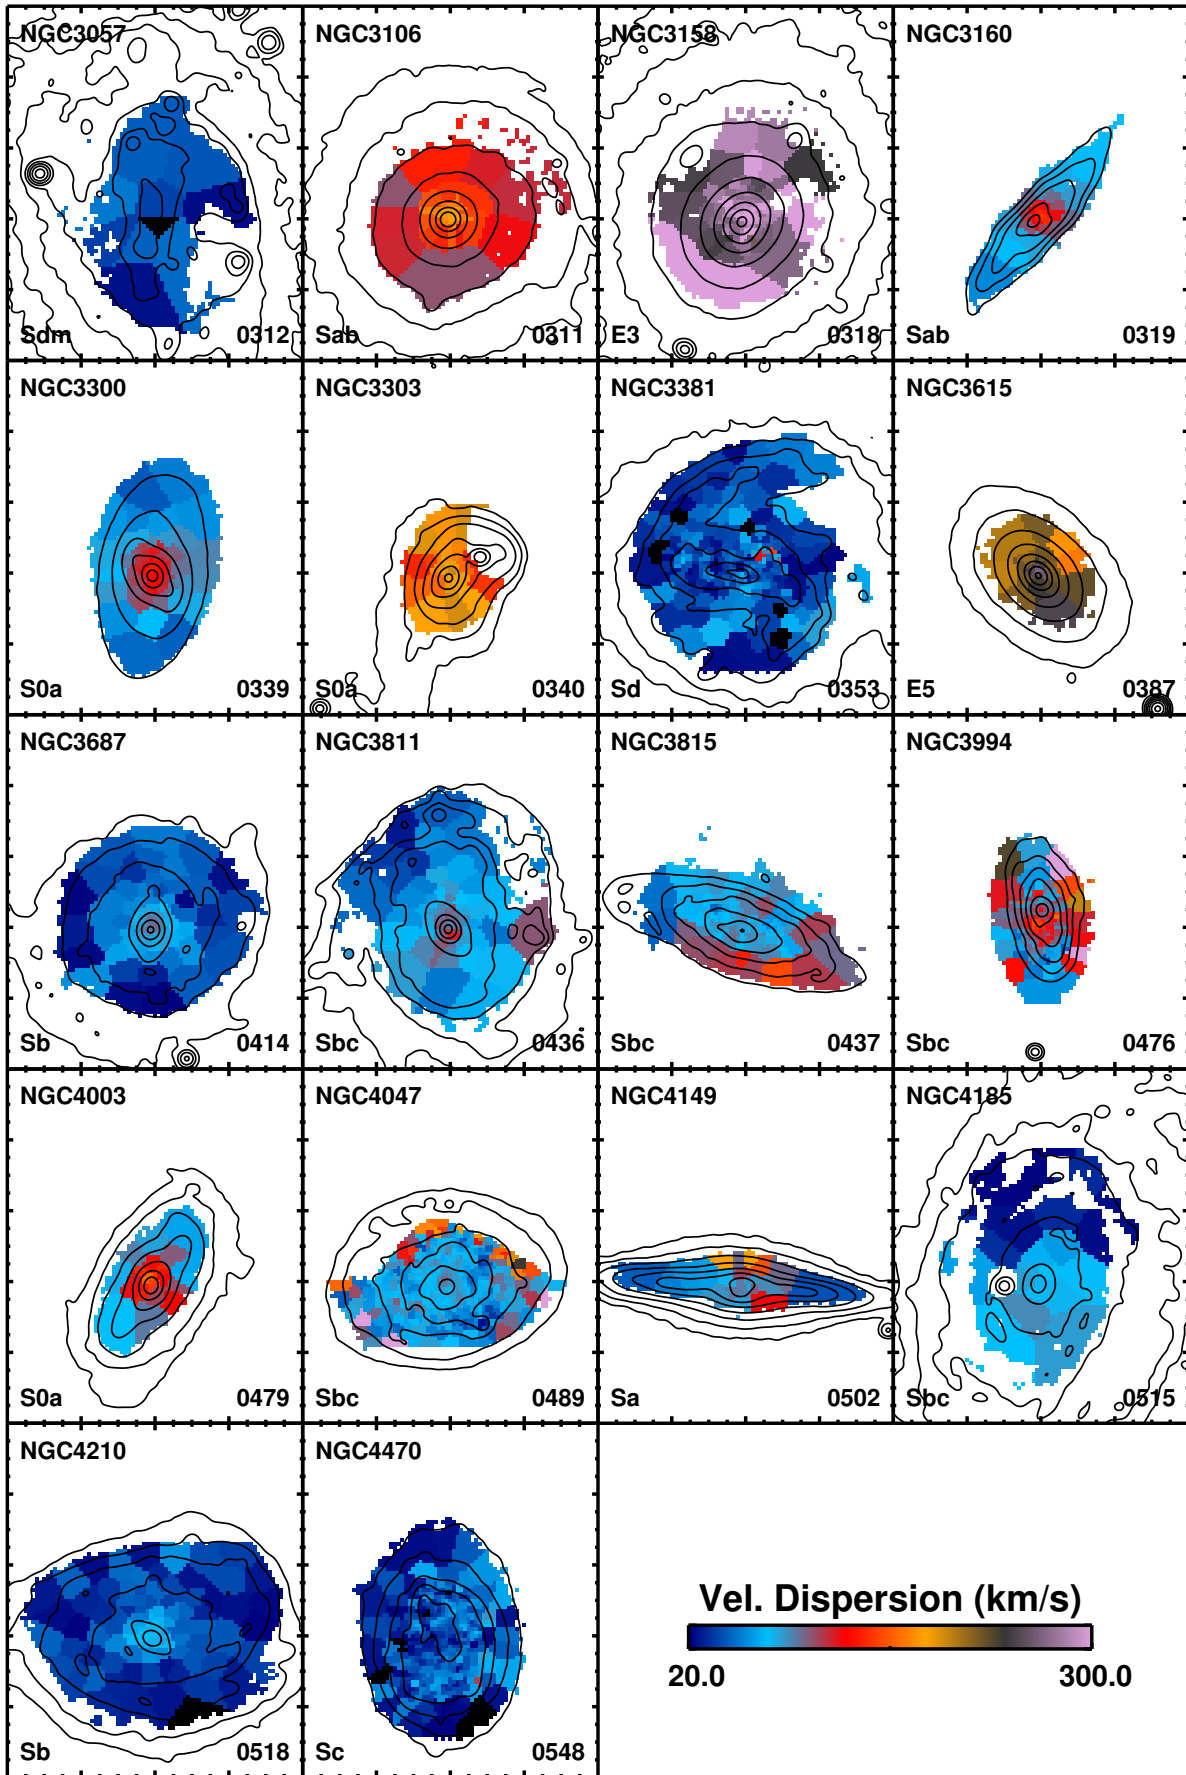 NGC3057 NGC3106 NGC3158 NGC3160
Sdm 0312 Sab 0311 E3 0318 Sab 0319
NGC3300 NGC3303 NGC3381 NGC3615
S0a 0339 S0a 0340 Sd 0353 E5 0387
NGC3687 NGC3811 NGC3815 NGC3994
Sb 0414 Sbc 0436 Sbc 0437 Sbc 0476
NGC4003 NGC4047 NGC4149 NGC4185
S0a 0479 Sbc 0489 Sa 0502 Sbc 0515
NGC4210 NGC4470
Vel. Dispersion (km/s)
20.0 300.0
Sb 0518 Sc 0548